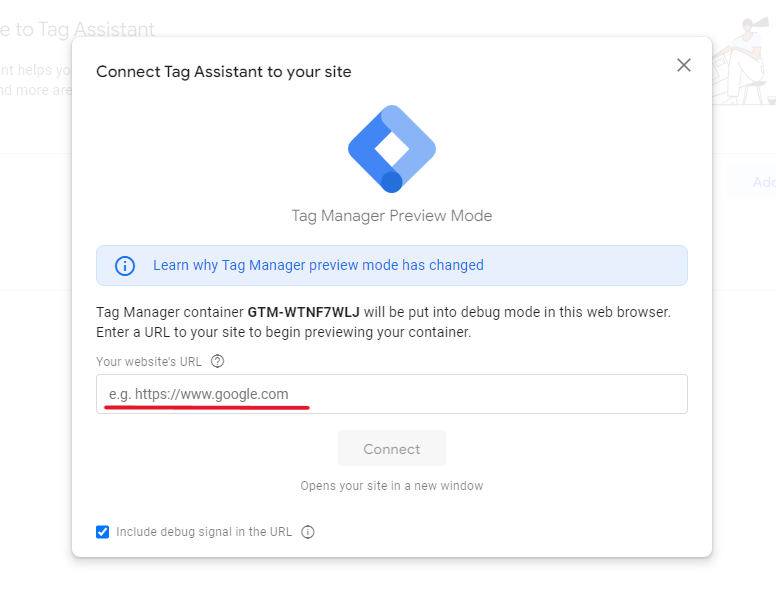 e to Tag Assistant
Connect Tag Assistant to your site
nt helps yo
nd more are
Tag Manager Preview Mode
Add
Learn why Tag Manager preview mode has changed
Tag Manager container GTM-WTNF7WLJ will be put into debug mode in this web browser.
Enter a URL to your site to begin previewing your container.
Your website's URL
e.g. https://www.google.com
Connect
Opens your site in a new window
Include debug signal in the URL